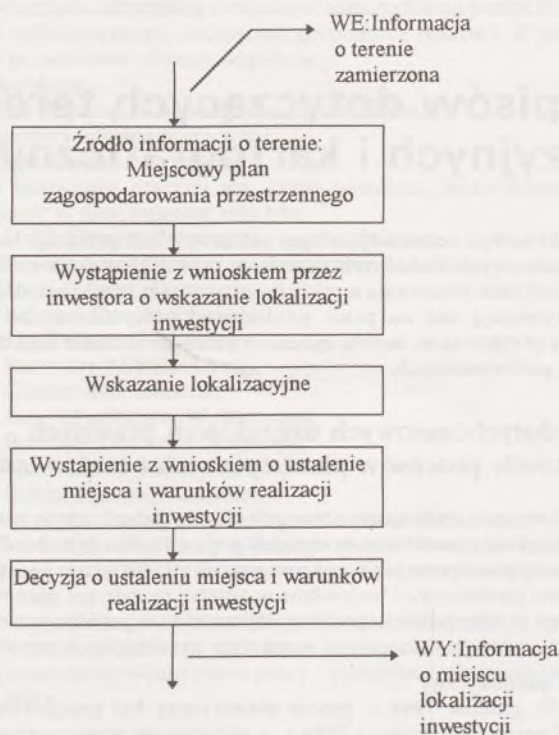 WE:Informacja
o terenie
zamierzona
Źródło informacji o terenie:
Miejscowy plan
zagospodarowania przestrzennego
Wystąpienie z wnioskiem przez
inwestora o wskazanie lokalizacji
inwestycji
Wskazanie lokalizacyjne
Wystąpienie z wnioskiem o ustalenie
miejsca i warunków realizacji
inwestycji
Decyzja o ustaleniu miejsca i warunków
realizacji inwestycji
WY:Informacja
o miejscu
lokalizacji
inwestycji